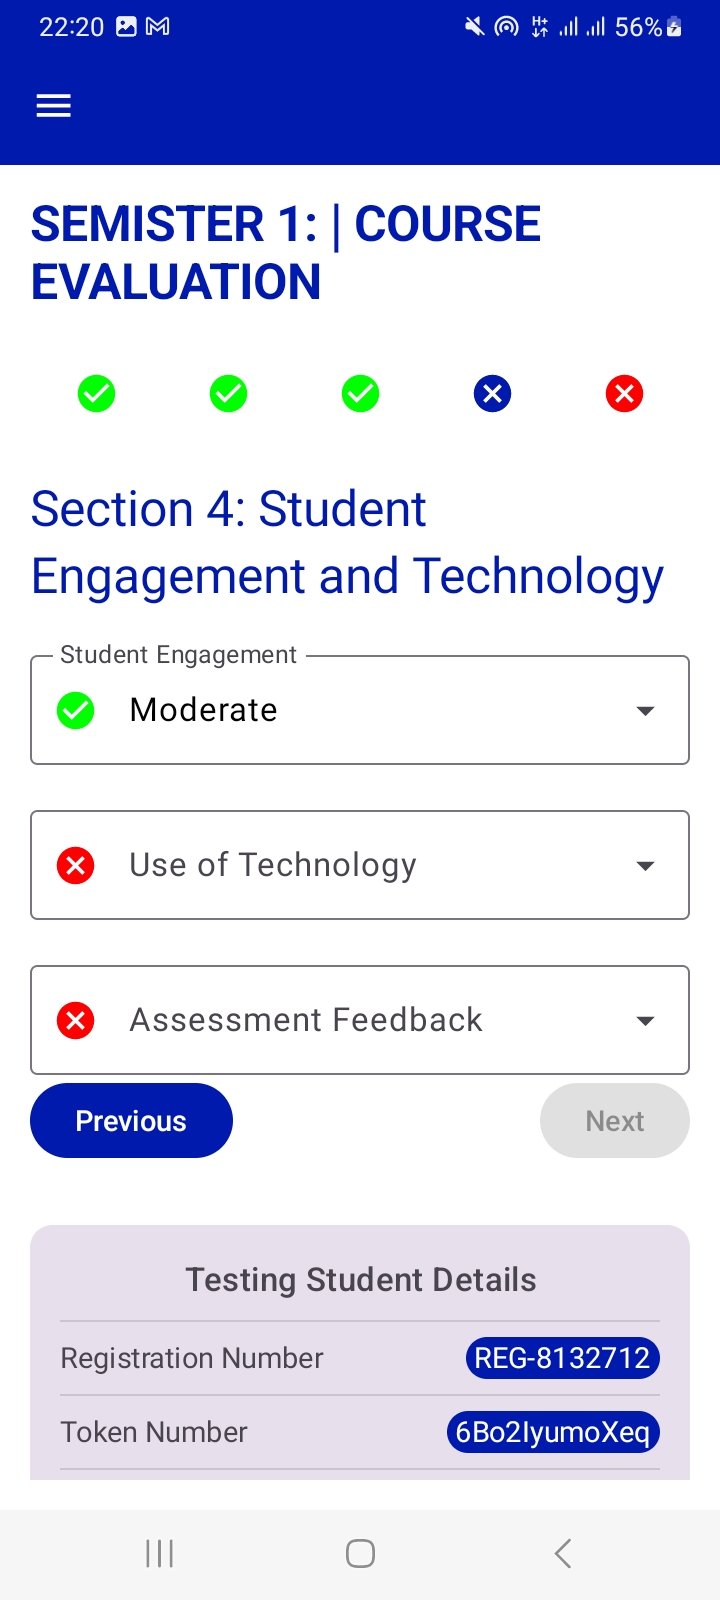 22:20
H+
56%
SEMISTER 1: | COURSE
EVALUATION
Section 4: Student
Engagement and Technology
Student Engagement
Moderate
Use of Technology
Assessment Feedback
Previous
Next
Testing Student Details
Registration Number REG-8132712
Token Number 6Bo2IyumoXeq